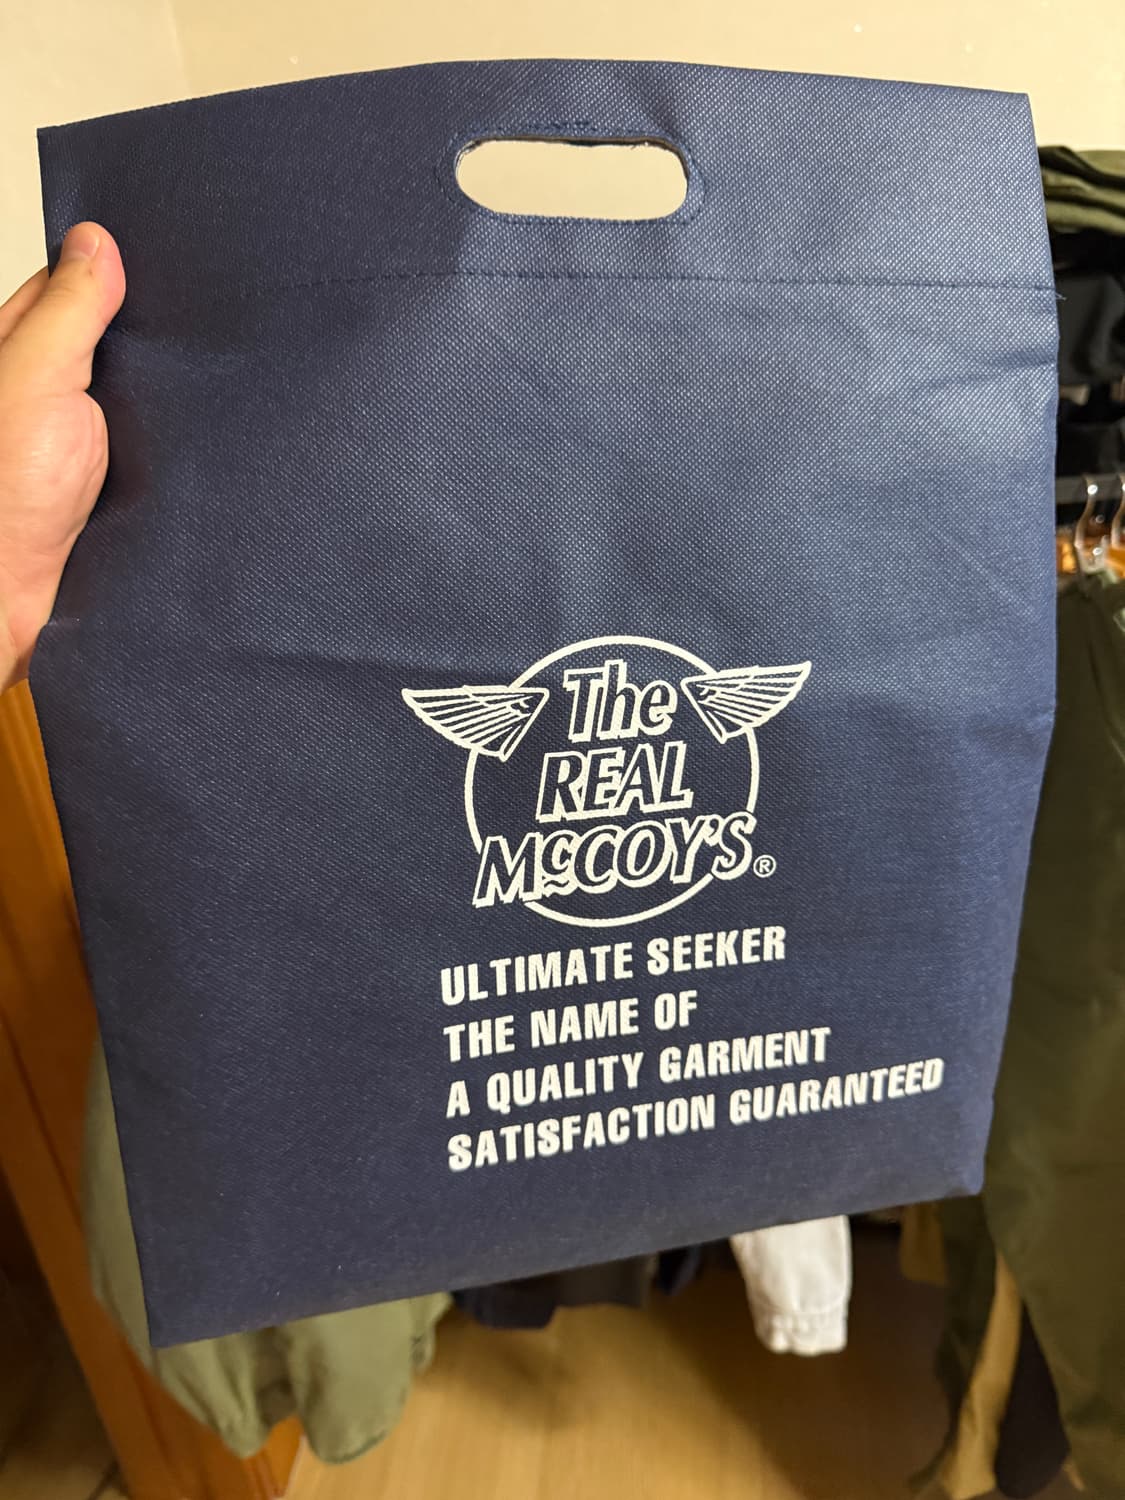 The
REAL
McCOY'S®
ULTIMATE SEEKER
THE NAME OF
A QUALITY GARMENT
SATISFACTION GUARANTEED